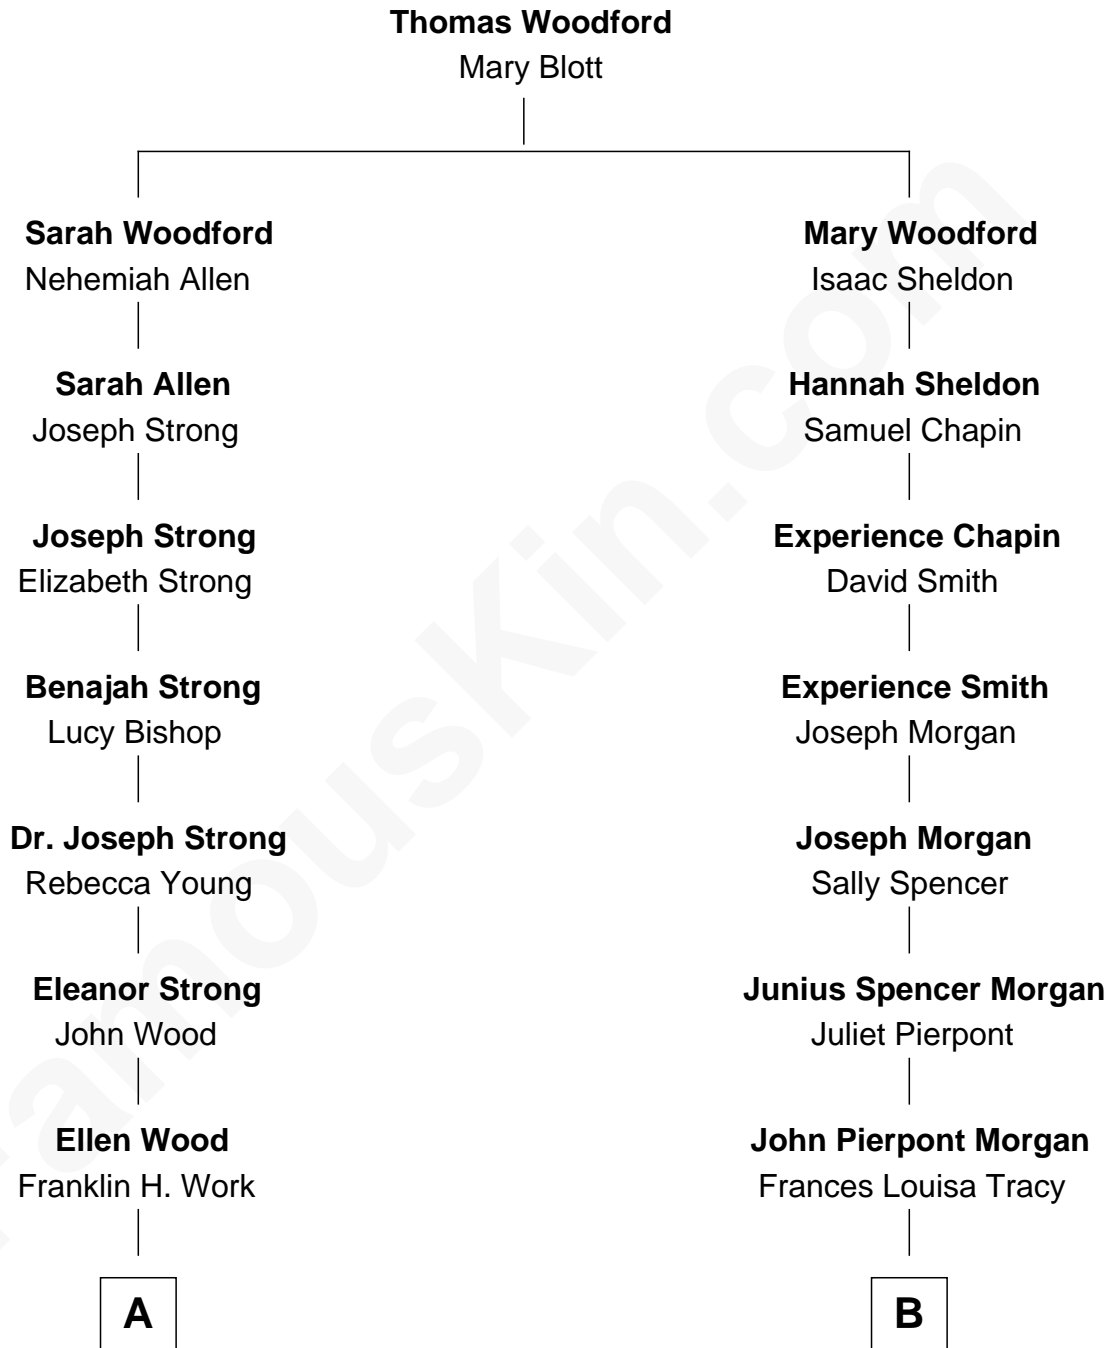 Thomas Woodford
Mary Blott
Sarah Woodford
Nehemiah Allen
Mary Woodford
Isaac Sheldon
Sarah Allen
Joseph Strong
Hannah Sheldon
Samuel Chapin
Joseph Strong
Elizabeth Strong
Experience Chapin
David Smith
Benajah Strong
Lucy Bishop
Experience Smith
Joseph Morgan
Dr. Joseph Strong
Rebecca Young
Joseph Morgan
Sally Spencer
Eleanor Strong
John Wood
Junius Spencer Morgan
Juliet Pierpont
Ellen Wood
Franklin H. Work
John Pierpont Morgan
Frances Louisa Tracy
A
B
FamousKin.com